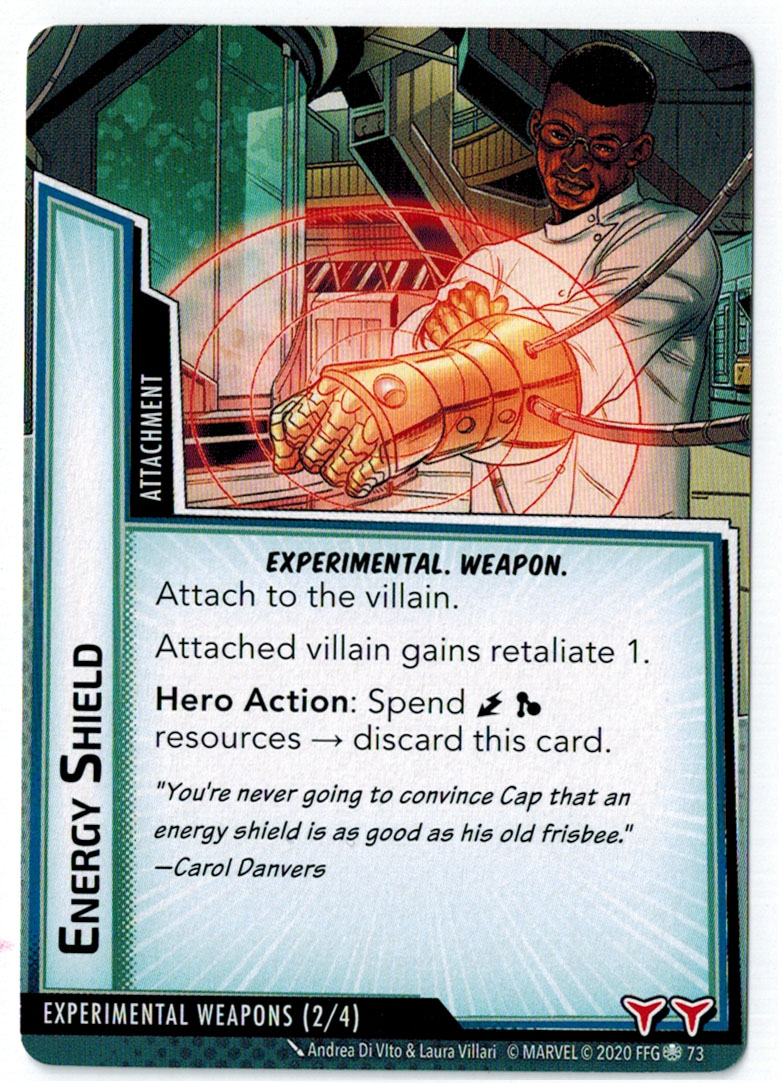 ATTACHMENT
EXPERIMENTAL. WEAPON.
Attach to the villain.
Attached villain gains retaliate 1.
Hero Action: Spend
resources → discard this card.
"You're never going to convince Cap that an
energy shield is as good as his old frisbee."
—Carol Danvers
ENERGY SHIELD
EXPERIMENTAL WEAPONS (2/4)
Andrea Di VIto & Laura Villari © MARVEL © 2020 FFG 73